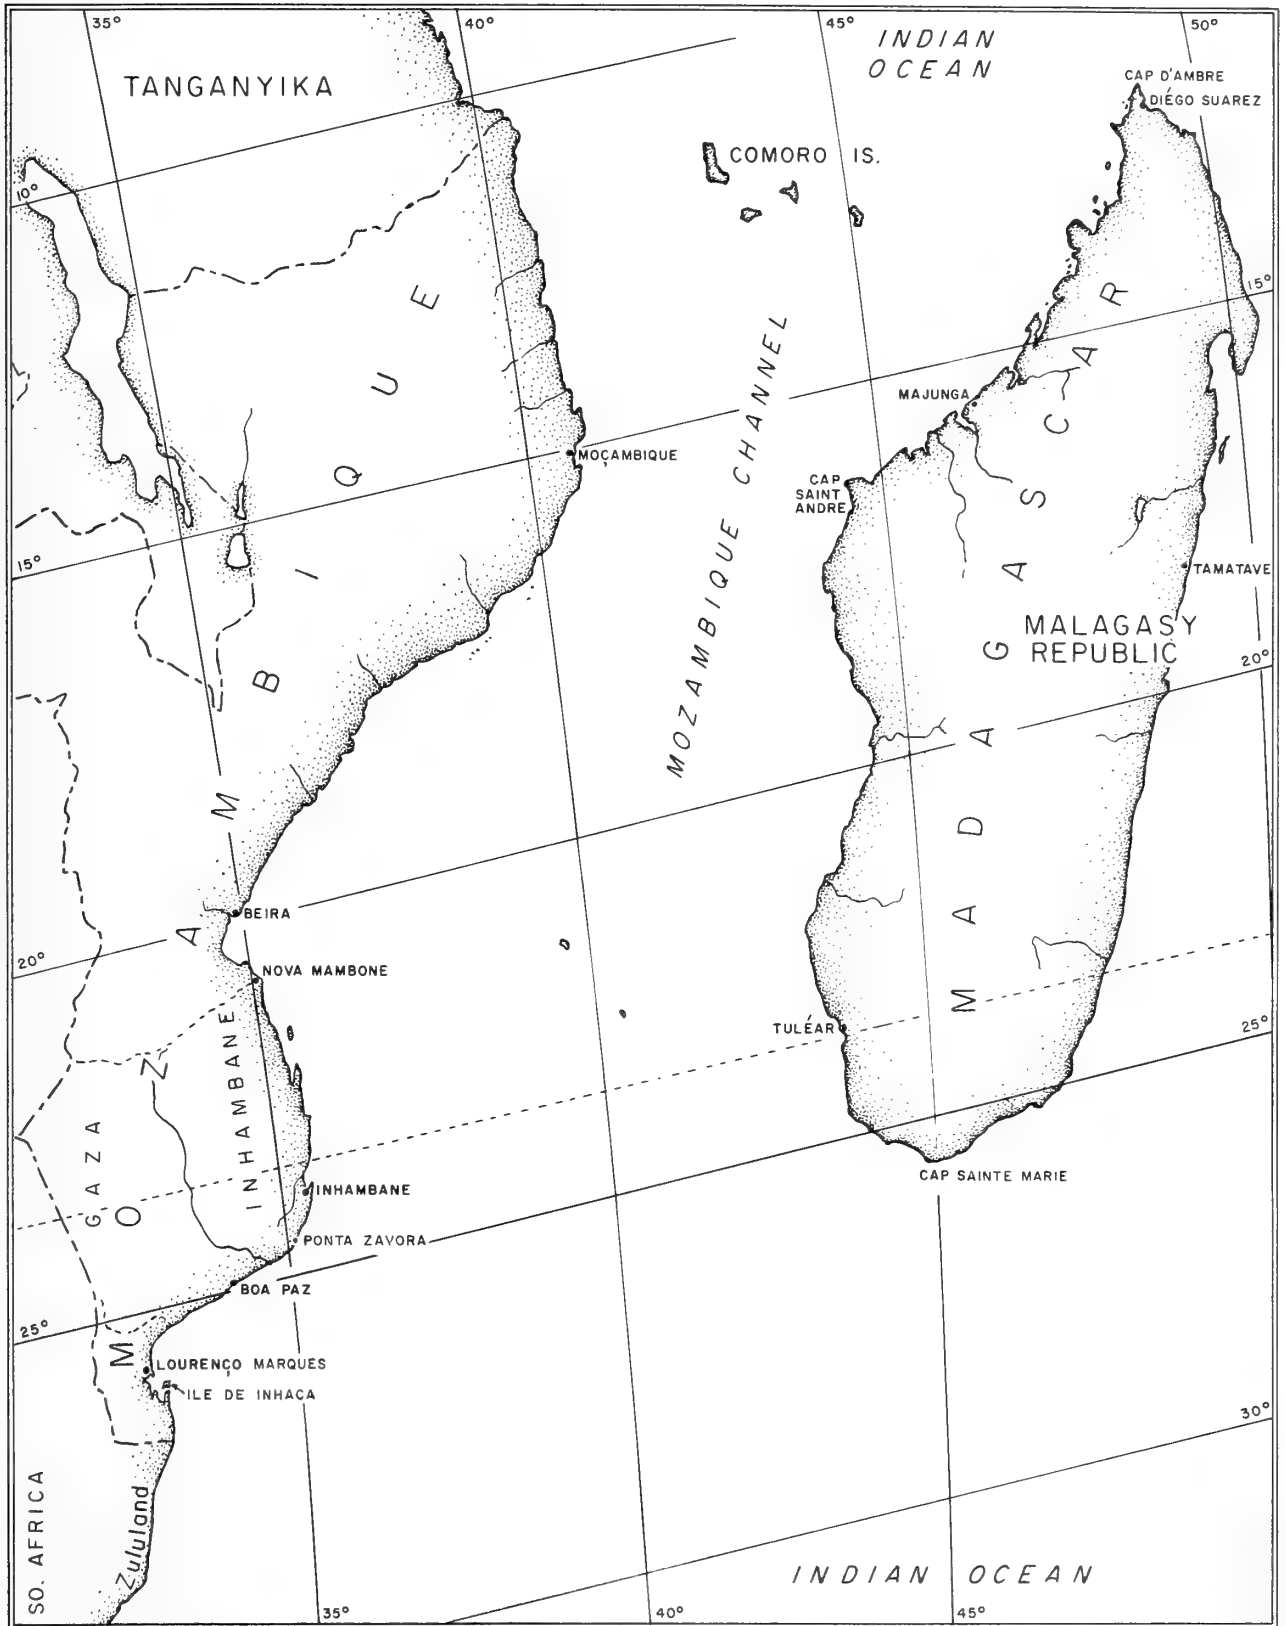 35°
40°
45°
50°
INDIAN
OCEAN
TANGANYIKA
CAP D'AMBRE
DIÉGO SUAREZ
COMORO IS.
10°
15°
MOZAMBIQUE
MOZAMBIQUE CHANNEL
MADAGASCAR
MAJUNGA
MOÇAMBIQUE
CAP
SAINT
ANDRE
15°
TAMATAVE
MALAGASY
REPUBLIC
20°
BEIRA
20°
NOVA MAMBONE
TULÉAR
25°
INHAMBANE
GAZA
CAP SAINTE MARIE
INHAMBANE
PONTA ZAVORA
BOA PAZ
25°
LOURENÇO MARQUES
ILE DE INHACA
30°
SO. AFRICA
Zululand
INDIAN OCEAN
35°
40°
45°